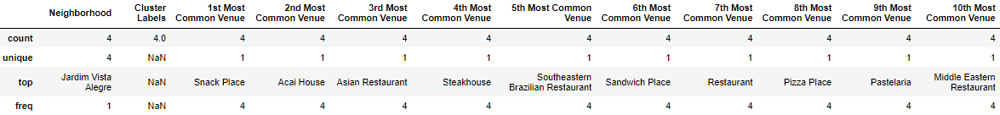 Neighborhood Cluster Labels 1st Most Common Venue 2nd Most Common Venue 3rd Most Common Venue 4th Most Common Venue 5th Most Common Venue 6th Most Common Venue 7th Most Common Venue 8th Most Common Venue 9th Most Common Venue 10th Most Common Venue
count 4 4.0 4 4 4 4 4 4 4 4 4 4
unique 4 NaN 1 1 1 1 1 1 1 1 1 1
top Jardim Vista Alegre NaN Snack Place Acai House Asian Restaurant Steakhouse Southeastern Brazilian Restaurant Sandwich Place Restaurant Pizza Place Pastelaria Middle Eastern Restaurant
freq 1 NaN 4 4 4 4 4 4 4 4 4 4